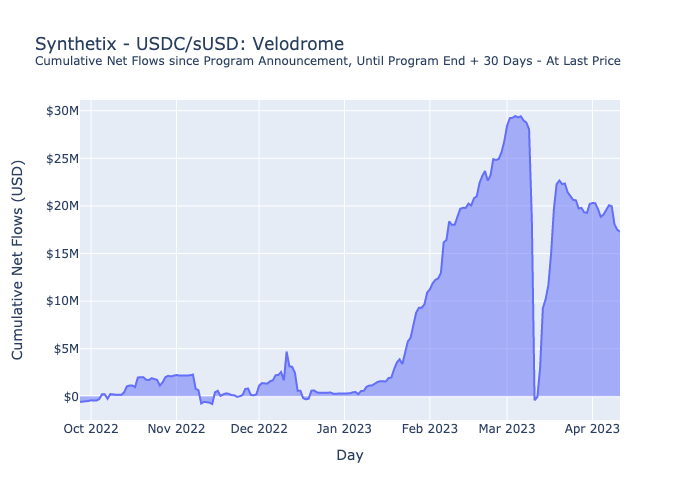 Synthetix - USDC/sUSD: Velodrome
Cumulative Net Flows since Program Announcement, Until Program End + 30 Days - At Last Price
$30M
$25M
$20M
$15M
$10M
$5M
$0
Cumulative Net Flows (USD)
Oct 2022 Nov 2022 Dec 2022 Jan 2023 Feb 2023 Mar 2023 Apr 2023
Day